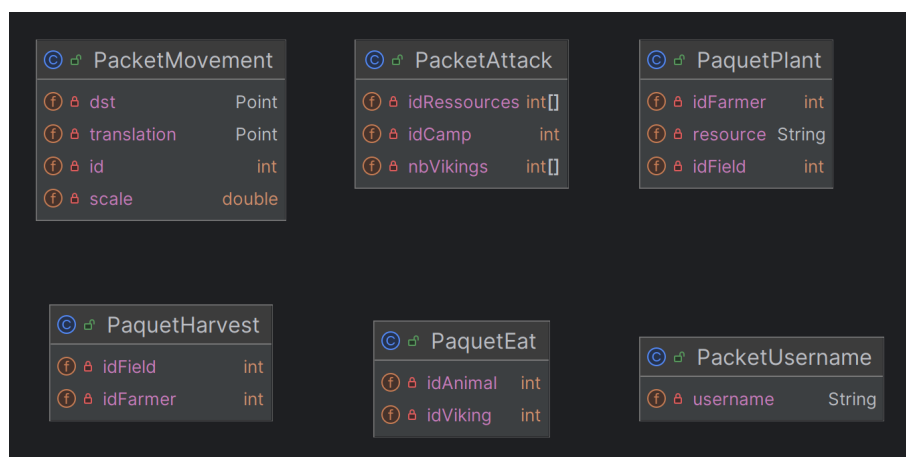 PacketMovement
dst Point
translation Point
id int
scale double
PacketAttack
idRessources int[]
idCamp int
nbVikings int[]
PaquetPlant
idFarmer int
resource String
idField int
PaquetHarvest
idField int
idFarmer int
PaquetEat
idAnimal int
idViking int
PacketUsername
username String